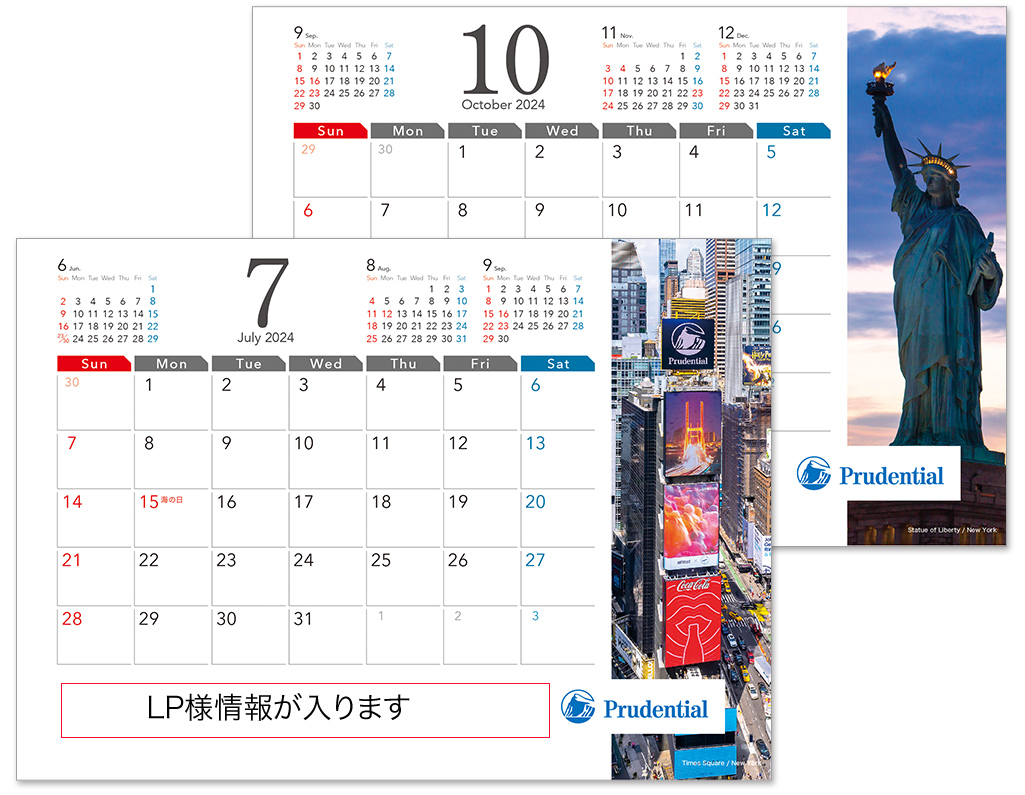 9 Sep.
Sun Mon Tue Wed Thu Fri Sat
1 2 3 4 5 6 7
8 9 10 11 12 13 14
15 16 17 18 19 20 21
22 23 24 25 26 27 28
29 30
10
October 2024
11 Nov.
Sun Mon Tue Wed Thu Fri Sat
1 2
3 4 5 6 7 8 9
10 11 12 13 14 15 16
17 18 19 20 21 22 23
24 25 26 27 28 29 30
12 Dec.
Sun Mon Tue Wed Thu Fri Sat
1 2 3 4 5 6 7
8 9 10 11 12 13 14
15 16 17 18 19 20 21
22 23 24 25 26 27 28
29 30 31
Sun Mon Tue Wed Thu Fri Sat
29 30 1 2 3 4 5
6 7 8 9 10 11 12
9
6
Prudential
Statue of Liberty / New York
6 Jun.
Sun Mon Tue Wed Thu Fri Sat
1
2 3 4 5 6 7 8
9 10 11 12 13 14 15
16 17 18 19 20 21 22
23/30 24 25 26 27 28 29
7
July 2024
8 Aug.
Sun Mon Tue Wed Thu Fri Sat
1 2 3
4 5 6 7 8 9 10
11 12 13 14 15 16 17
18 19 20 21 22 23 24
25 26 27 28 29 30 31
9 Sep.
Sun Mon Tue Wed Thu Fri Sat
1 2 3 4 5 6 7
8 9 10 11 12 13 14
15 16 17 18 19 20 21
22 23 24 25 26 27 28
29 30
Sun Mon Tue Wed Thu Fri Sat
30 1 2 3 4 5 6
7 8 9 10 11 12 13
14 15 海の日 16 17 18 19 20
21 22 23 24 25 26 27
28 29 30 31 1 2 3
Prudential
Coca-Cola
LP様情報が入ります
Prudential
Times Square / New York